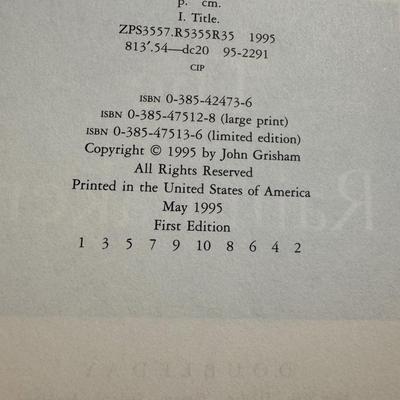 p. cm.
I. Title.
ZPS3557.R5355R35 1995
813′.54—dc20 95-2291
CIP
ISBN 0-385-42473-6
ISBN 0-385-47512-8 (large print)
ISBN 0-385-47513-6 (limited edition)
Copyright © 1995 by John Grisham
All Rights Reserved
Printed in the United States of America
May 1995
First Edition
1 3 5 7 9 10 8 6 4 2